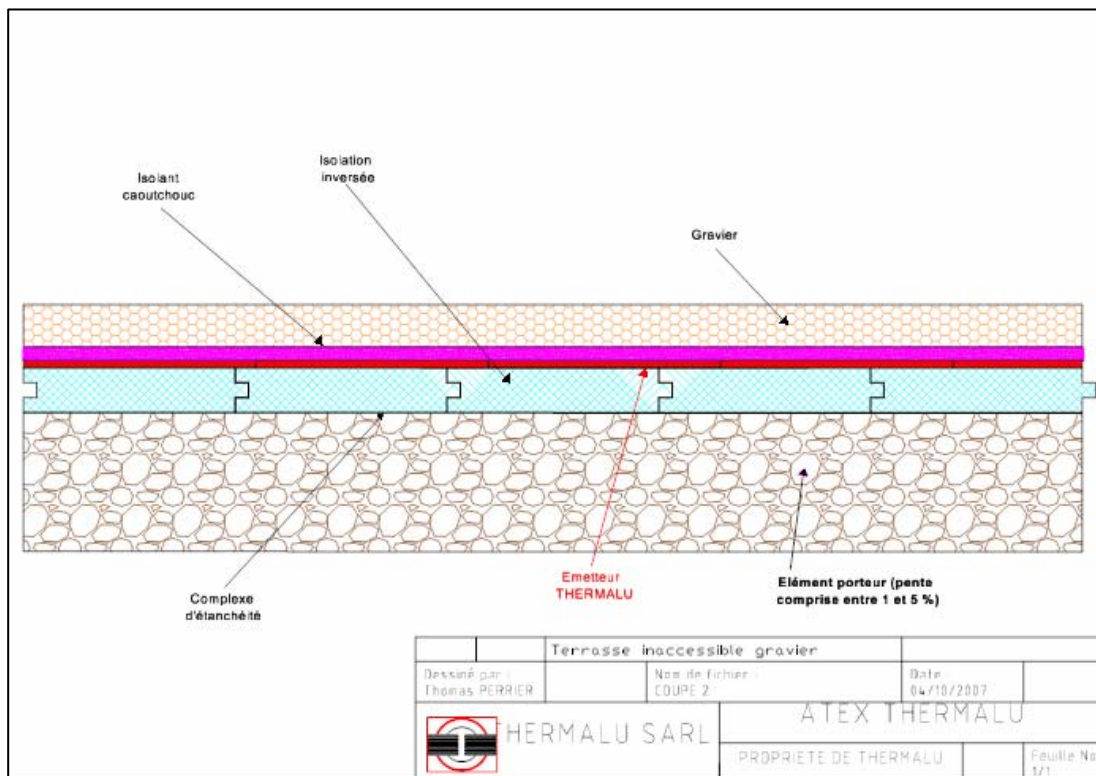 Isolation
inversée
Isolant
caoutchouc
Gravier
Complexe
d'étanchéité
Emetteur
THERMALU
Elément porteur (pente
comprise entre 1 et 5 %)
Terrasse inaccessible gravier
Dessiné par :
Thomas PERRIER
Nom de fichier :
COUPE 2
Date :
04/10/2007
THERMALU SARL
ATEX THERMALU
PROPRIETE DE THERMALU
Feuille No
1/1